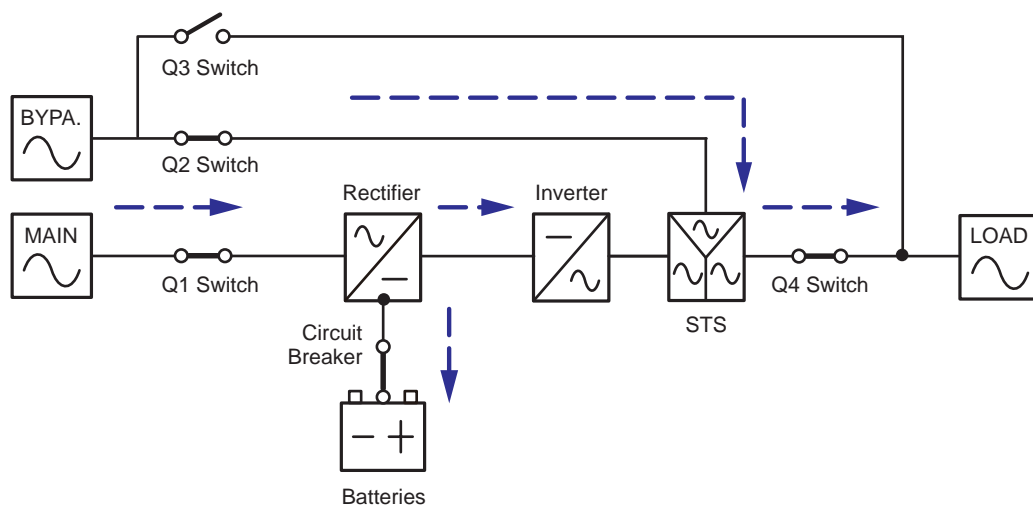 Q3 Switch
BYPA.
Q2 Switch
Rectifier
Inverter
MAIN
LOAD
Q1 Switch
Q4 Switch
STS
Circuit
Breaker
Batteries